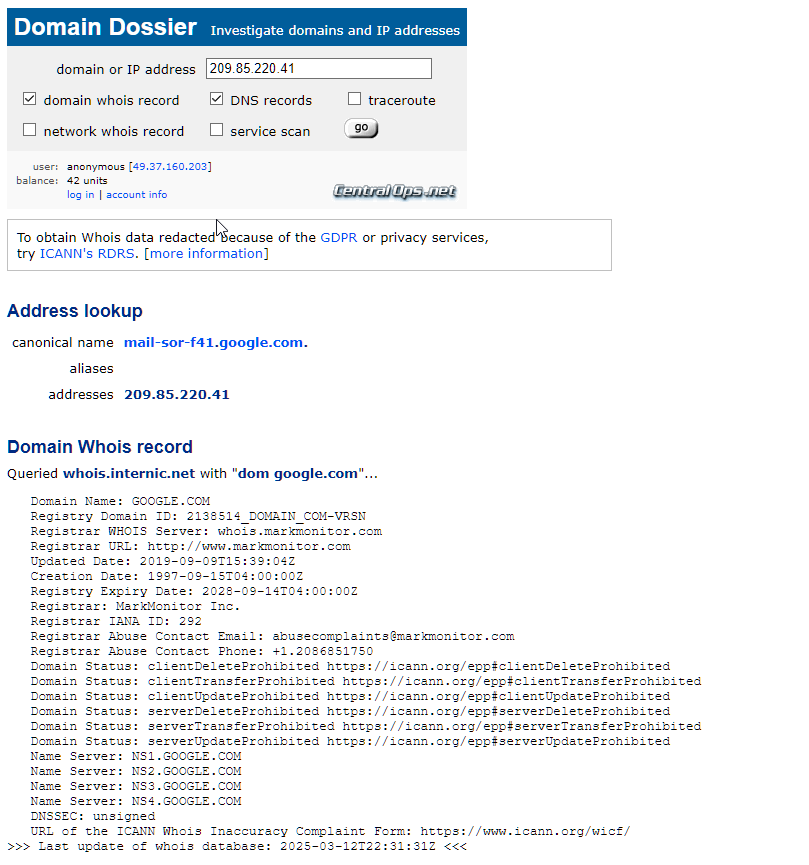 Domain Dossier Investigate domains and IP addresses
domain or IP address 209.85.220.41
domain whois record DNS records traceroute
network whois record service scan go
user: anonymous [49.37.160.203]
balance: 42 units
log in | account info
CentralOps.net
To obtain Whois data redacted because of the GDPR or privacy services,
try ICANN's RDRS. [more information]
Address lookup
canonical name mail-sor-f41.google.com.
aliases
addresses 209.85.220.41
Domain Whois record
Queried whois.internic.net with "dom google.com"...
Domain Name: GOOGLE.COM
Registry Domain ID: 2138514_DOMAIN_COM-VRSN
Registrar WHOIS Server: whois.markmonitor.com
Registrar URL: http://www.markmonitor.com
Updated Date: 2019-09-09T15:39:04Z
Creation Date: 1997-09-15T04:00:00Z
Registry Expiry Date: 2028-09-14T04:00:00Z
Registrar: MarkMonitor Inc.
Registrar IANA ID: 292
Registrar Abuse Contact Email: abusecomplaints@markmonitor.com
Registrar Abuse Contact Phone: +1.2086851750
Domain Status: clientDeleteProhibited https://icann.org/epp#clientDeleteProhibited
Domain Status: clientTransferProhibited https://icann.org/epp#clientTransferProhibited
Domain Status: clientUpdateProhibited https://icann.org/epp#clientUpdateProhibited
Domain Status: serverDeleteProhibited https://icann.org/epp#serverDeleteProhibited
Domain Status: serverTransferProhibited https://icann.org/epp#serverTransferProhibited
Domain Status: serverUpdateProhibited https://icann.org/epp#serverUpdateProhibited
Name Server: NS1.GOOGLE.COM
Name Server: NS2.GOOGLE.COM
Name Server: NS3.GOOGLE.COM
Name Server: NS4.GOOGLE.COM
DNSSEC: unsigned
URL of the ICANN Whois Inaccuracy Complaint Form: https://www.icann.org/wicf/
>>> Last update of whois database: 2025-03-12T22:31:31Z <<<